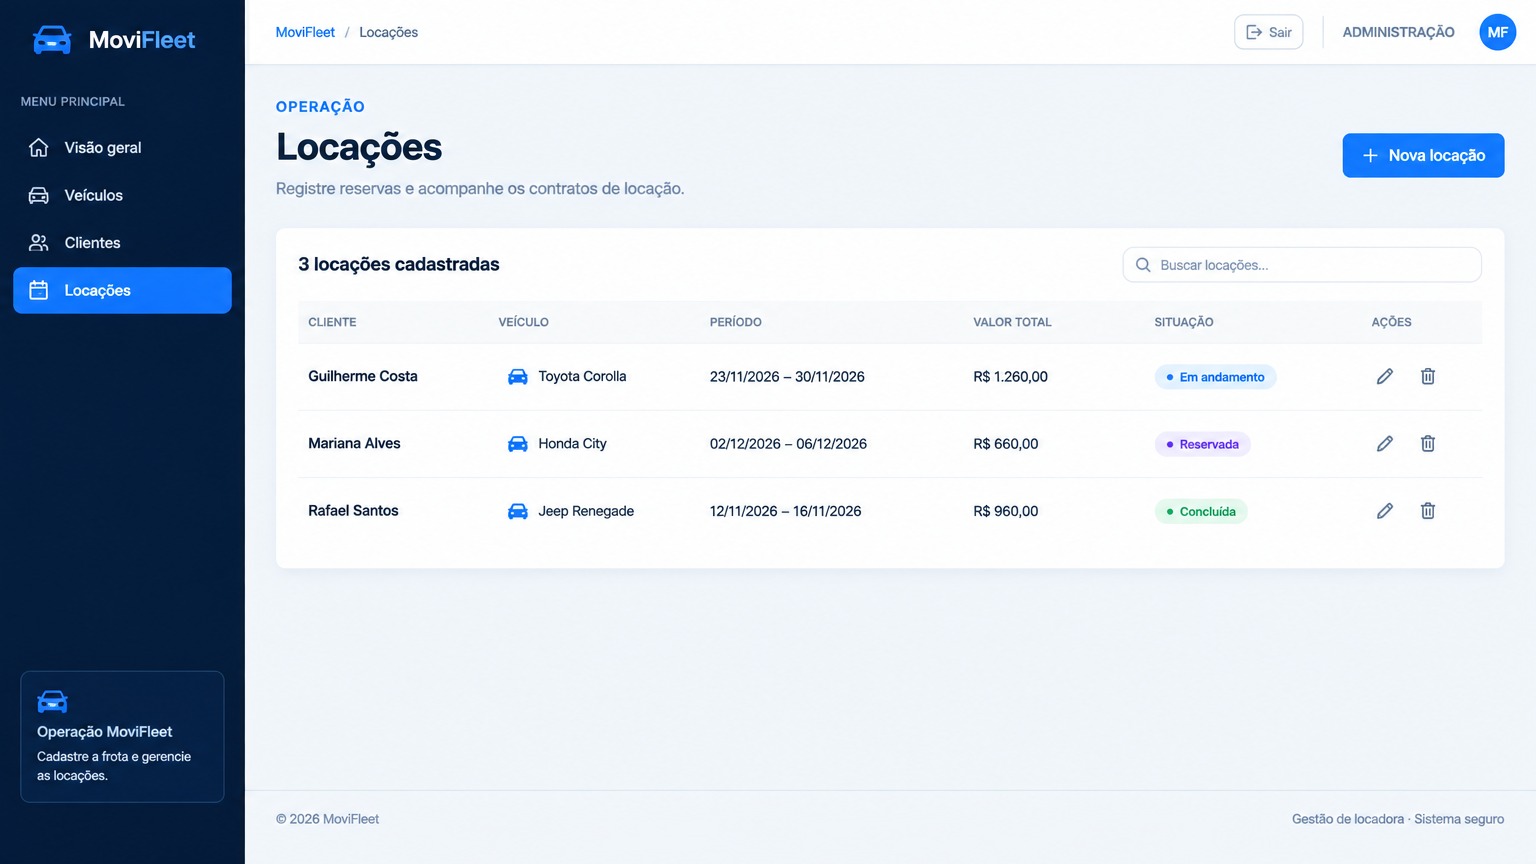 MoviFleet
MENU PRINCIPAL
Visão geral
Veículos
Clientes
Locações
Operação MoviFleet
Cadastre a frota e gerencie
as locações.
MoviFleet / Locações
Sair
ADMINISTRAÇÃO
MF
OPERAÇÃO
Locações
Registre reservas e acompanhe os contratos de locação.
+ Nova locação
3 locações cadastradas
Buscar locações...
CLIENTE VEÍCULO PERÍODO VALOR TOTAL SITUAÇÃO AÇÕES
Guilherme Costa Toyota Corolla 23/11/2026 – 30/11/2026 R$ 1.260,00 Em andamento
Mariana Alves Honda City 02/12/2026 – 06/12/2026 R$ 660,00 Reservada
Rafael Santos Jeep Renegade 12/11/2026 – 16/11/2026 R$ 960,00 Concluída
© 2026 MoviFleet
Gestão de locadora · Sistema seguro